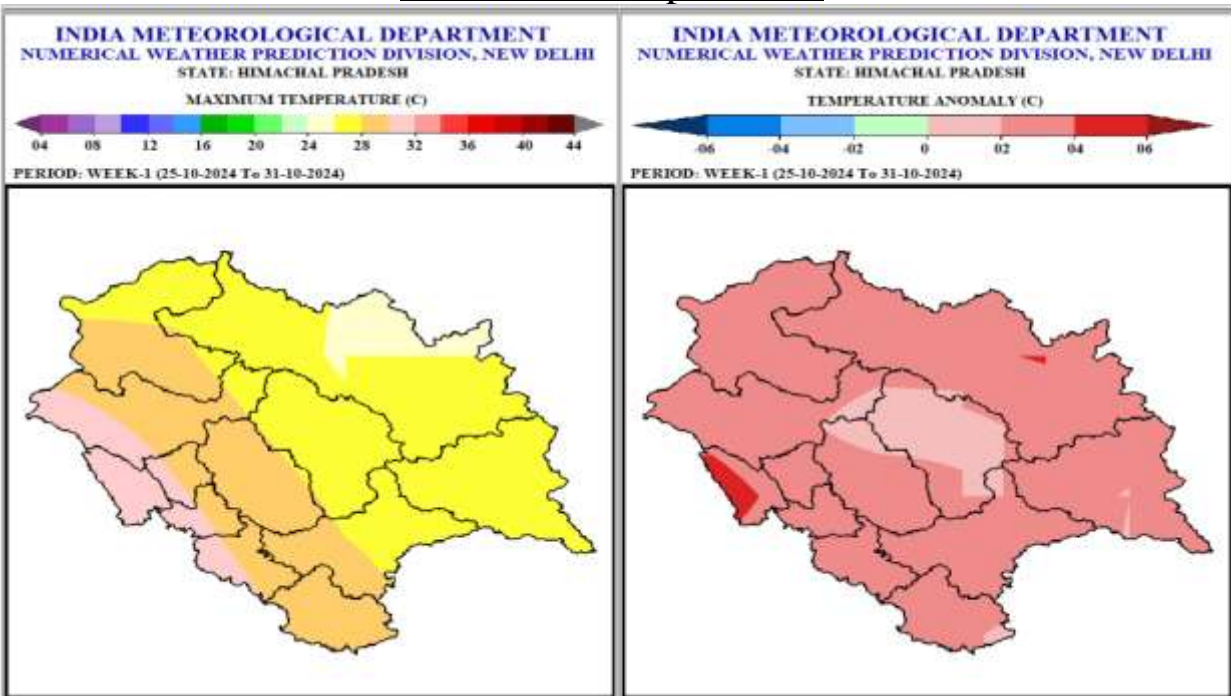 INDIA METEOROLOGICAL DEPARTMENT
NUMERICAL WEATHER PREDICTION DIVISION, NEW DELHI
STATE: HIMACHAL PRADESH
MAXIMUM TEMPERATURE (C)
04 08 12 16 20 24 28 32 36 40 44
PERIOD: WEEK-1 (25-10-2024 To 31-10-2024)
INDIA METEOROLOGICAL DEPARTMENT
NUMERICAL WEATHER PREDICTION DIVISION, NEW DELHI
STATE: HIMACHAL PRADESH
TEMPERATURE ANOMALY (C)
-06 -04 -02 0 02 04 06
PERIOD: WEEK-1 (25-10-2024 To 31-10-2024)